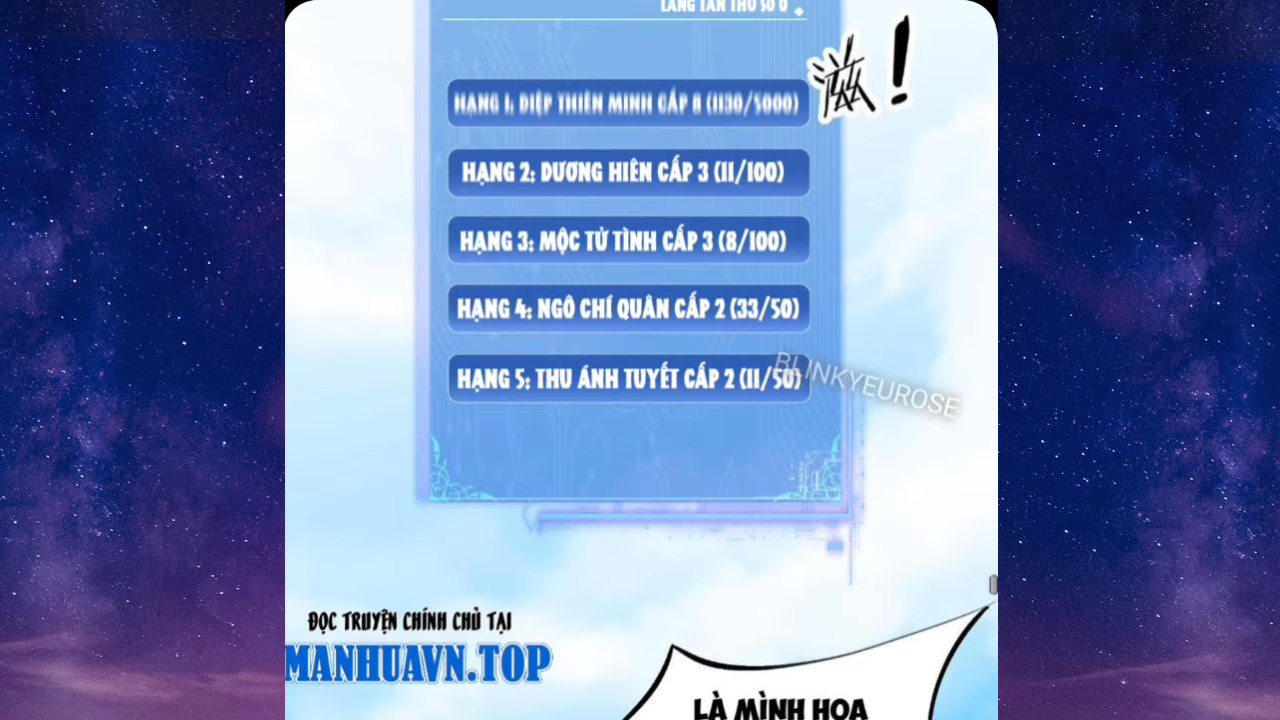 LÀNG TÂN THỦ SỐ 0
滋!
HẠNG 1: DIỆP THIÊN MINH CẤP 8 (1130/5000)
HẠNG 2: DƯƠNG HIÊN CẤP 3 (11/100)
HẠNG 3: MỘC TỬ TÌNH CẤP 3 (8/100)
HẠNG 4: NGÔ CHÍ QUÂN CẤP 2 (33/50)
HẠNG 5: THU ÁNH TUYẾT CẤP 2 (11/50)
BLINKYEUROSE
ĐỌC TRUYỆN CHÍNH CHỦ TẠI
MANHUAVN.TOP
LÀ MÌNH HOA